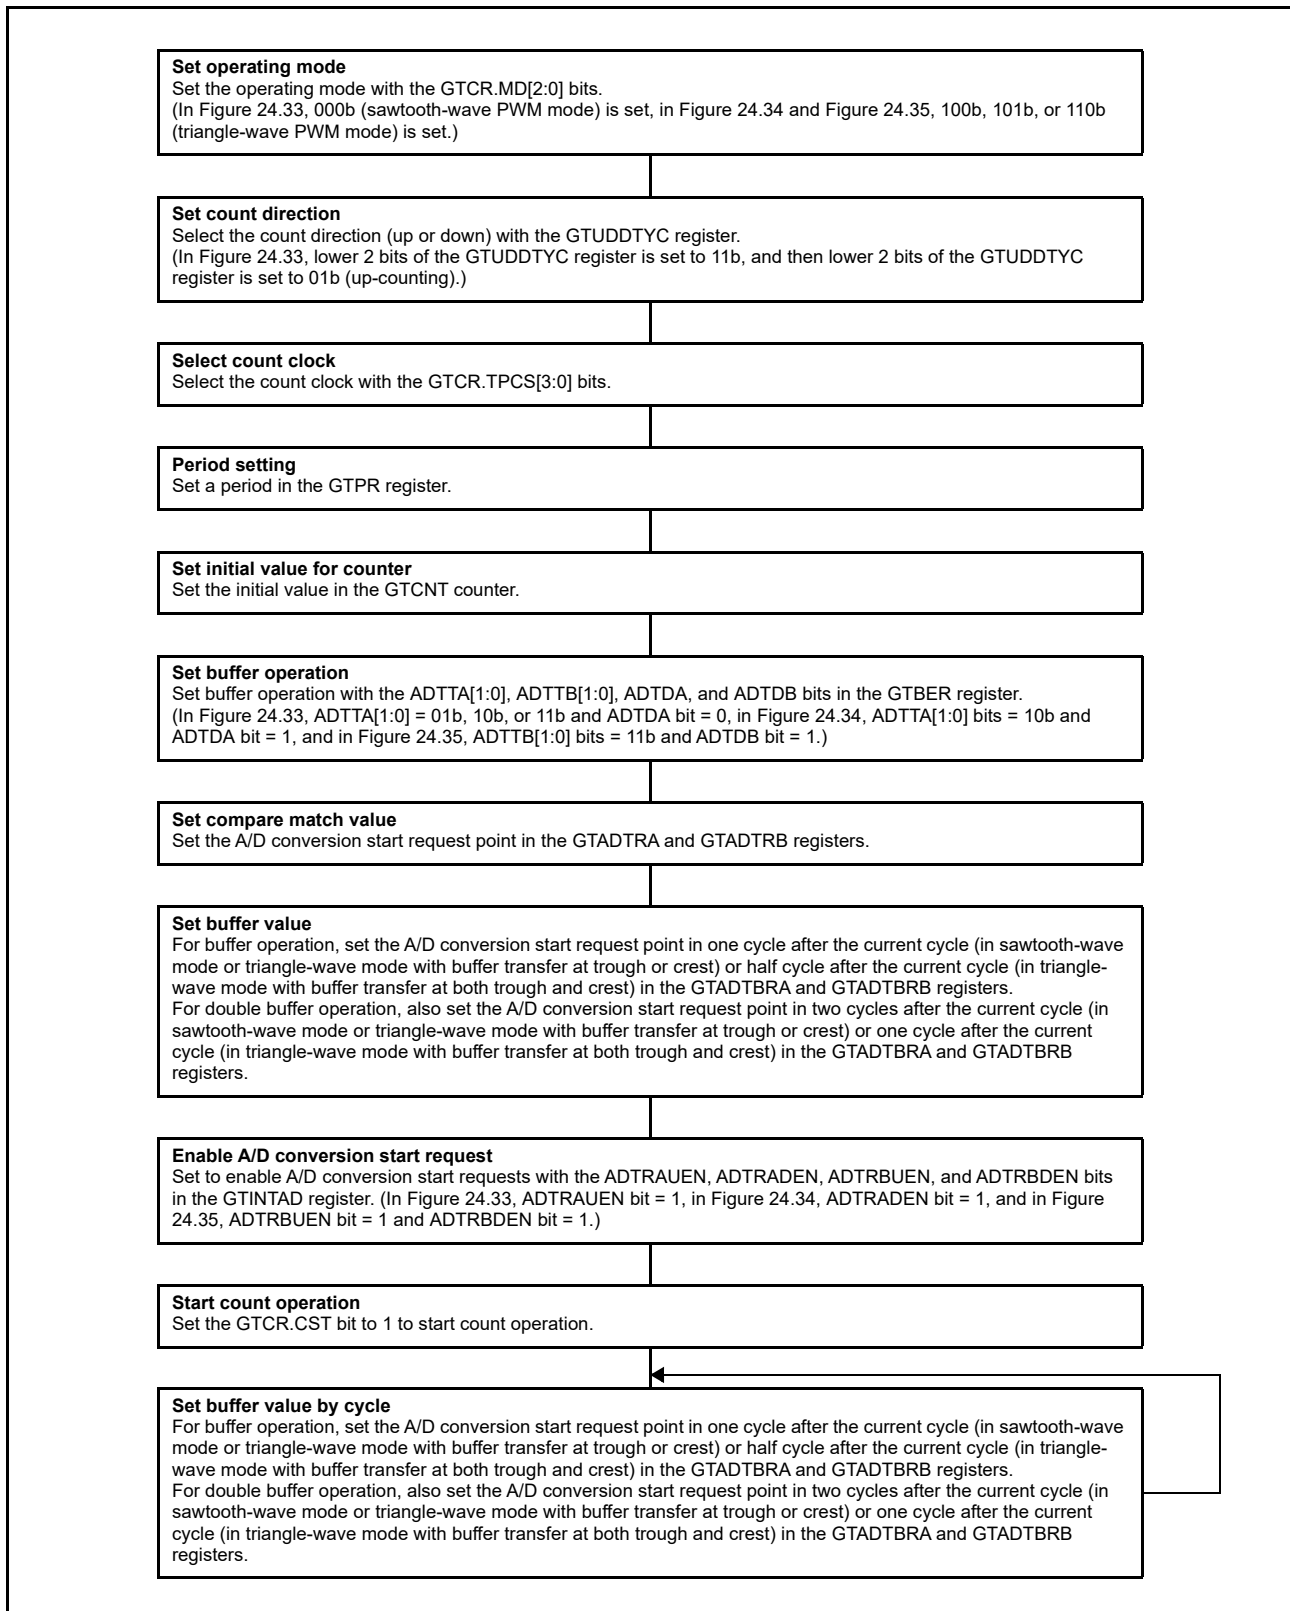 Set operating mode
Set the operating mode with the GTCR.MD[2:0] bits.
(In Figure 24.33, 000b (sawtooth-wave PWM mode) is set, in Figure 24.34 and Figure 24.35, 100b, 101b, or 110b
(triangle-wave PWM mode) is set.)
Set count direction
Select the count direction (up or down) with the GTUDDTYC register.
(In Figure 24.33, lower 2 bits of the GTUDDTYC register is set to 11b, and then lower 2 bits of the GTUDDTYC
register is set to 01b (up-counting).)
Select count clock
Select the count clock with the GTCR.TPCS[3:0] bits.
Period setting
Set a period in the GTPR register.
Set initial value for counter
Set the initial value in the GTCNT counter.
Set buffer operation
Set buffer operation with the ADTTA[1:0], ADTTB[1:0], ADTDA, and ADTDB bits in the GTBER register.
(In Figure 24.33, ADTTA[1:0] = 01b, 10b, or 11b and ADTDA bit = 0, in Figure 24.34, ADTTA[1:0] bits = 10b and
ADTDA bit = 1, and in Figure 24.35, ADTTB[1:0] bits = 11b and ADTDB bit = 1.)
Set compare match value
Set the A/D conversion start request point in the GTADTRA and GTADTRB registers.
Set buffer value
For buffer operation, set the A/D conversion start request point in one cycle after the current cycle (in sawtooth-wave
mode or triangle-wave mode with buffer transfer at trough or crest) or half cycle after the current cycle (in triangle-
wave mode with buffer transfer at both trough and crest) in the GTADTBRA and GTADTBRB registers.
For double buffer operation, also set the A/D conversion start request point in two cycles after the current cycle (in
sawtooth-wave mode or triangle-wave mode with buffer transfer at trough or crest) or one cycle after the current
cycle (in triangle-wave mode with buffer transfer at both trough and crest) in the GTADTBRA and GTADTBRB
registers.
Enable A/D conversion start request
Set to enable A/D conversion start requests with the ADTRAUEN, ADTRADEN, ADTRBUEN, and ADTRBDEN bits
in the GTINTAD register. (In Figure 24.33, ADTRAUEN bit = 1, in Figure 24.34, ADTRADEN bit = 1, and in Figure
24.35, ADTRBUEN bit = 1 and ADTRBDEN bit = 1.)
Start count operation
Set the GTCR.CST bit to 1 to start count operation.
Set buffer value by cycle
For buffer operation, set the A/D conversion start request point in one cycle after the current cycle (in sawtooth-wave
mode or triangle-wave mode with buffer transfer at trough or crest) or half cycle after the current cycle (in triangle-
wave mode with buffer transfer at both trough and crest) in the GTADTBRA and GTADTBRB registers.
For double buffer operation, also set the A/D conversion start request point in two cycles after the current cycle (in
sawtooth-wave mode or triangle-wave mode with buffer transfer at trough or crest) or one cycle after the current
cycle (in triangle-wave mode with buffer transfer at both trough and crest) in the GTADTBRA and GTADTBRB
registers.